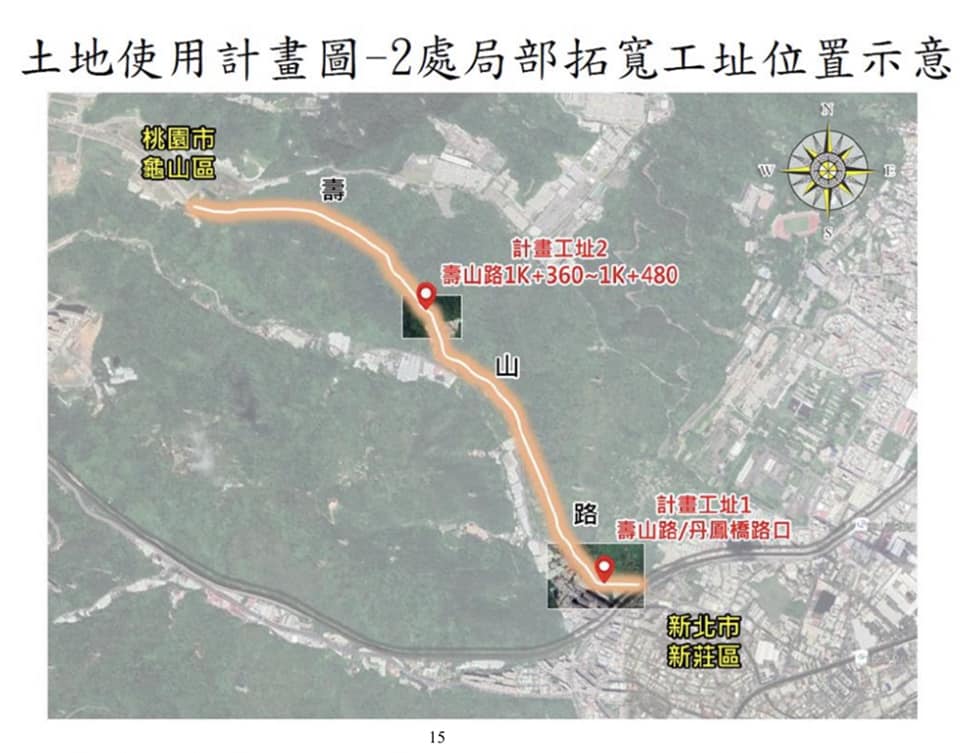 土地使用計畫圖-2處局部拓寬工址位置示意
N
桃園市
龜山區
W
E
壽
S
計畫工址2
壽山路1K+360~1K+480
山
計畫工址1
路
壽山路/丹鳳橋路口
新北市
新莊區
15